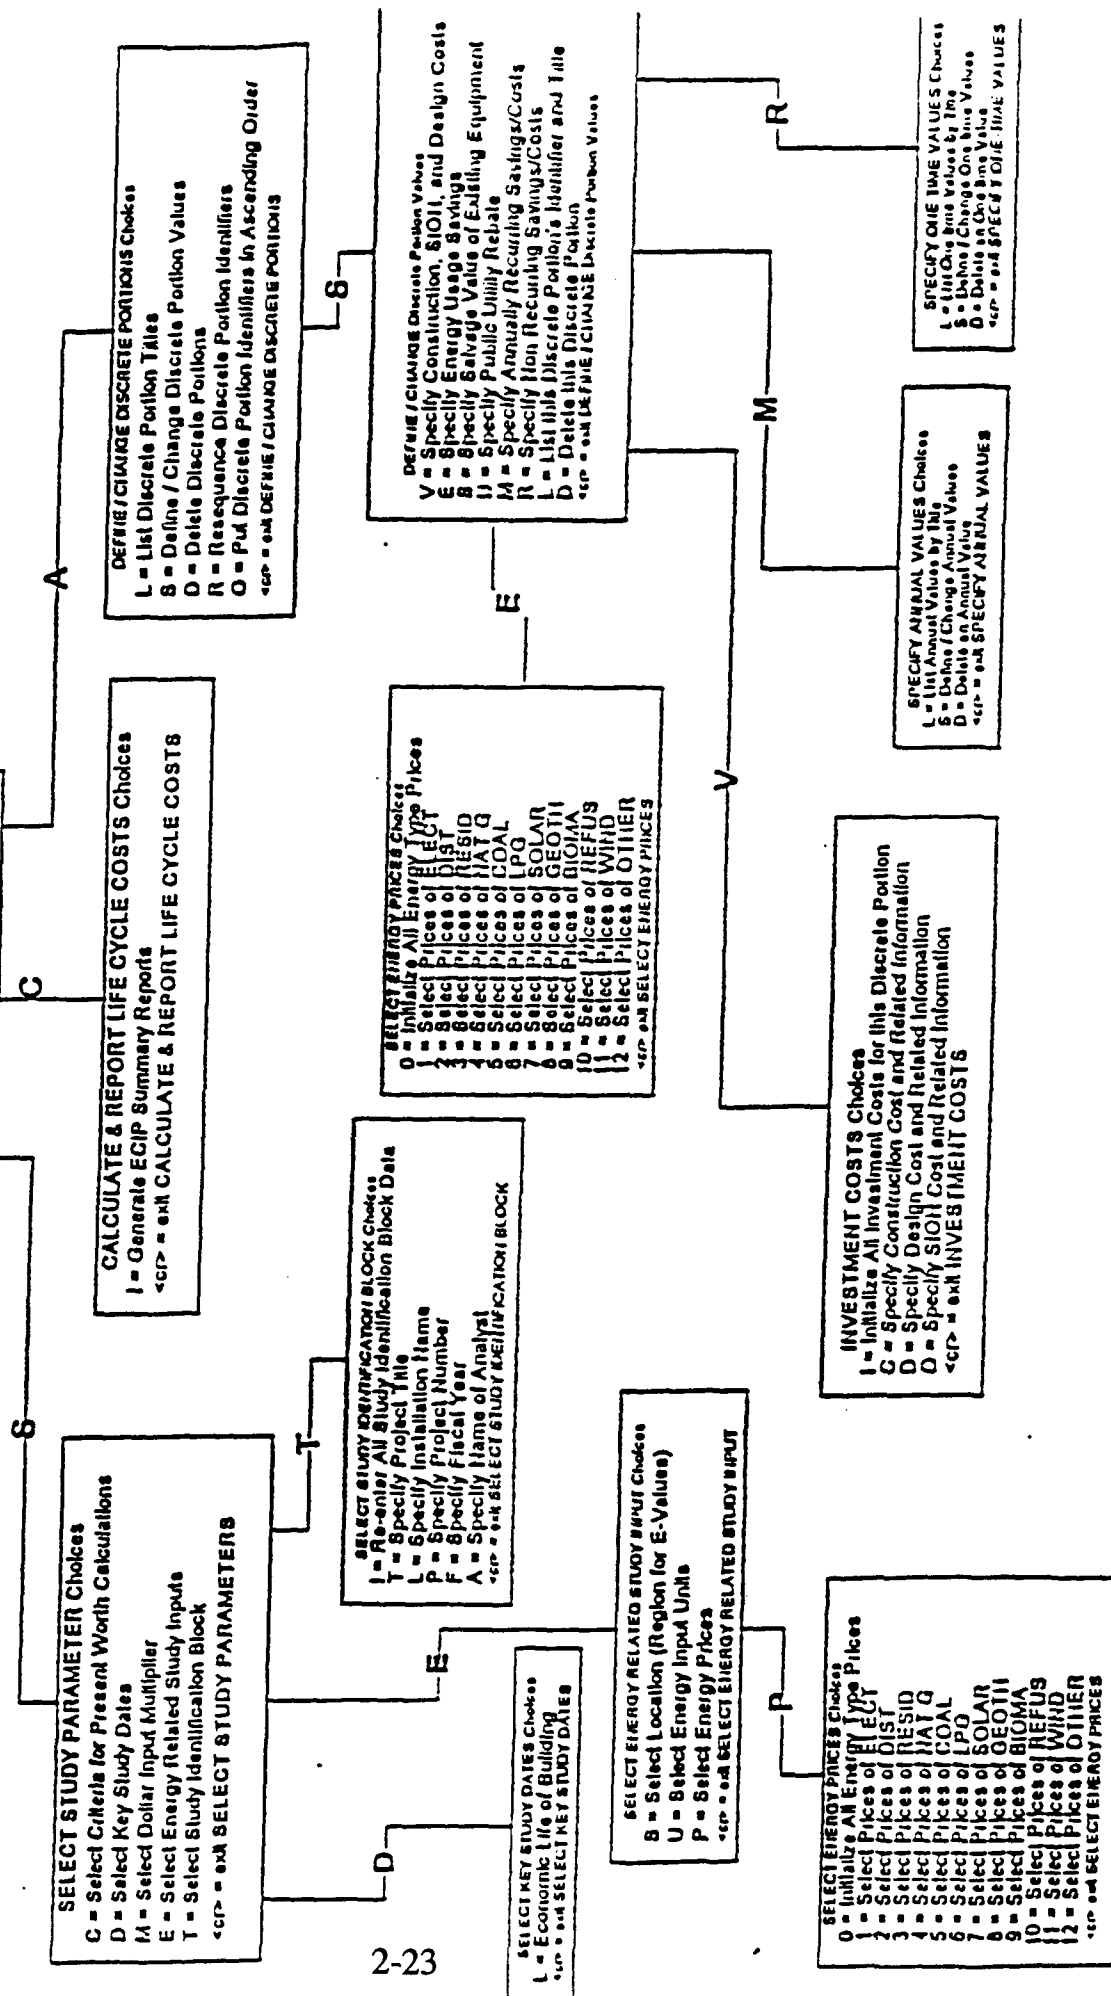 S
C
A
SELECT STUDY PARAMETER Choices
C = Select Criteria for Present Worth Calculations
D = Select Key Study Dates
M = Select Dollar Input Multiplier
E = Select Energy Related Study Inputs
T = Select Study Identification Block
<cr> = exit SELECT STUDY PARAMETERS
CALCULATE & REPORT LIFE CYCLE COSTS Choices
I = Generate ECIP Summary Reports
<cr> = exit CALCULATE & REPORT LIFE CYCLE COSTS
DEFINE / CHANGE DISCRETE PORTIONS Choices
L = List Discrete Portion Titles
S = Define / Change Discrete Portion Values
D = Delete Discrete Portions
R = Resequence Discrete Portion Identifiers
O = Put Discrete Portion Identifiers in Ascending Order
<cr> = exit DEFINE / CHANGE DISCRETE PORTIONS
D
E
T
S
SELECT STUDY IDENTIFICATION BLOCK Choices
I = Re-enter All Study Identification Block Data
T = Specify Project Title
L = Specify Installation Name
P = Specify Project Number
F = Specify Fiscal Year
A = Specify Name of Analyst
<cr> = exit SELECT STUDY IDENTIFICATION BLOCK
SELECT ENERGY PRICES Choices
0 = Initialize All Energy Type Prices
1 = Select Prices of ELECT
2 = Select Prices of DIST
3 = Select Prices of RESID
4 = Select Prices of NAT G
5 = Select Prices of COAL
6 = Select Prices of LPG
7 = Select Prices of SOLAR
8 = Select Prices of GEOTH
9 = Select Prices of BIOMA
10 = Select Prices of REFUS
11 = Select Prices of WIND
12 = Select Prices of OTHER
<cr> = exit SELECT ENERGY PRICES
E
DEFINE / CHANGE Discrete Portion Values
V = Specify Construction, SIOH, and Design Costs
E = Specify Energy Usage Savings
S = Specify Salvage Value of Existing Equipment
U = Specify Public Utility Rebate
M = Specify Annually Recurring Savings/Costs
R = Specify Non Recurring Savings/Costs
L = List this Discrete Portion's Identifier and Title
D = Delete this Discrete Portion
<cr> = exit DEFINE / CHANGE Discrete Portion Values
SELECT KEY STUDY DATES Choices
L = Economic Life of Building
<cr> = exit SELECT KEY STUDY DATES
SELECT ENERGY RELATED STUDY INPUT Choices
S = Select Location (Region for E-Values)
U = Select Energy Input Units
P = Select Energy Prices
<cr> = exit SELECT ENERGY RELATED STUDY INPUT
P
V
M
R
SELECT ENERGY PRICES Choices
0 = Initialize All Energy Type Prices
1 = Select Prices of ELECT
2 = Select Prices of DIST
3 = Select Prices of RESID
4 = Select Prices of NAT G
5 = Select Prices of COAL
6 = Select Prices of LPG
7 = Select Prices of SOLAR
8 = Select Prices of GEOTH
9 = Select Prices of BIOMA
10 = Select Prices of REFUS
11 = Select Prices of WIND
12 = Select Prices of OTHER
<cr> = exit SELECT ENERGY PRICES
INVESTMENT COSTS Choices
I = Initialize All Investment Costs for this Discrete Portion
C = Specify Construction Cost and Related Information
D = Specify Design Cost and Related Information
O = Specify SIOH Cost and Related Information
<cr> = exit INVESTMENT COSTS
SPECIFY ANNUAL VALUES Choices
L = List Annual Values by Title
S = Define / Change Annual Values
D = Delete an Annual Value
<cr> = exit SPECIFY ANNUAL VALUES
SPECIFY ONE TIME VALUES Choices
L = List One time Values by Title
S = Define / Change One time Values
D = Delete an One time Value
<cr> = exit SPECIFY ONE-TIME VALUES
2-23